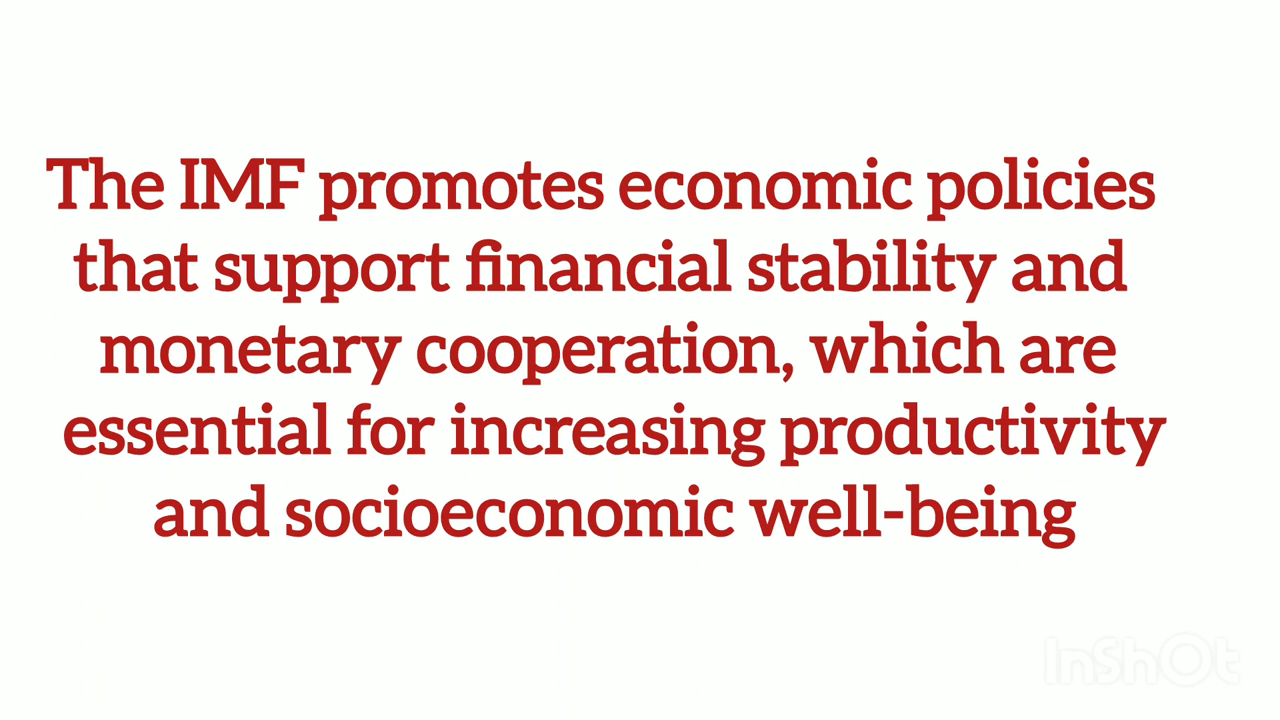 The IMF promotes economic policies
that support financial stability and
monetary cooperation, which are
essential for increasing productivity
and socioeconomic well-being
InShOt